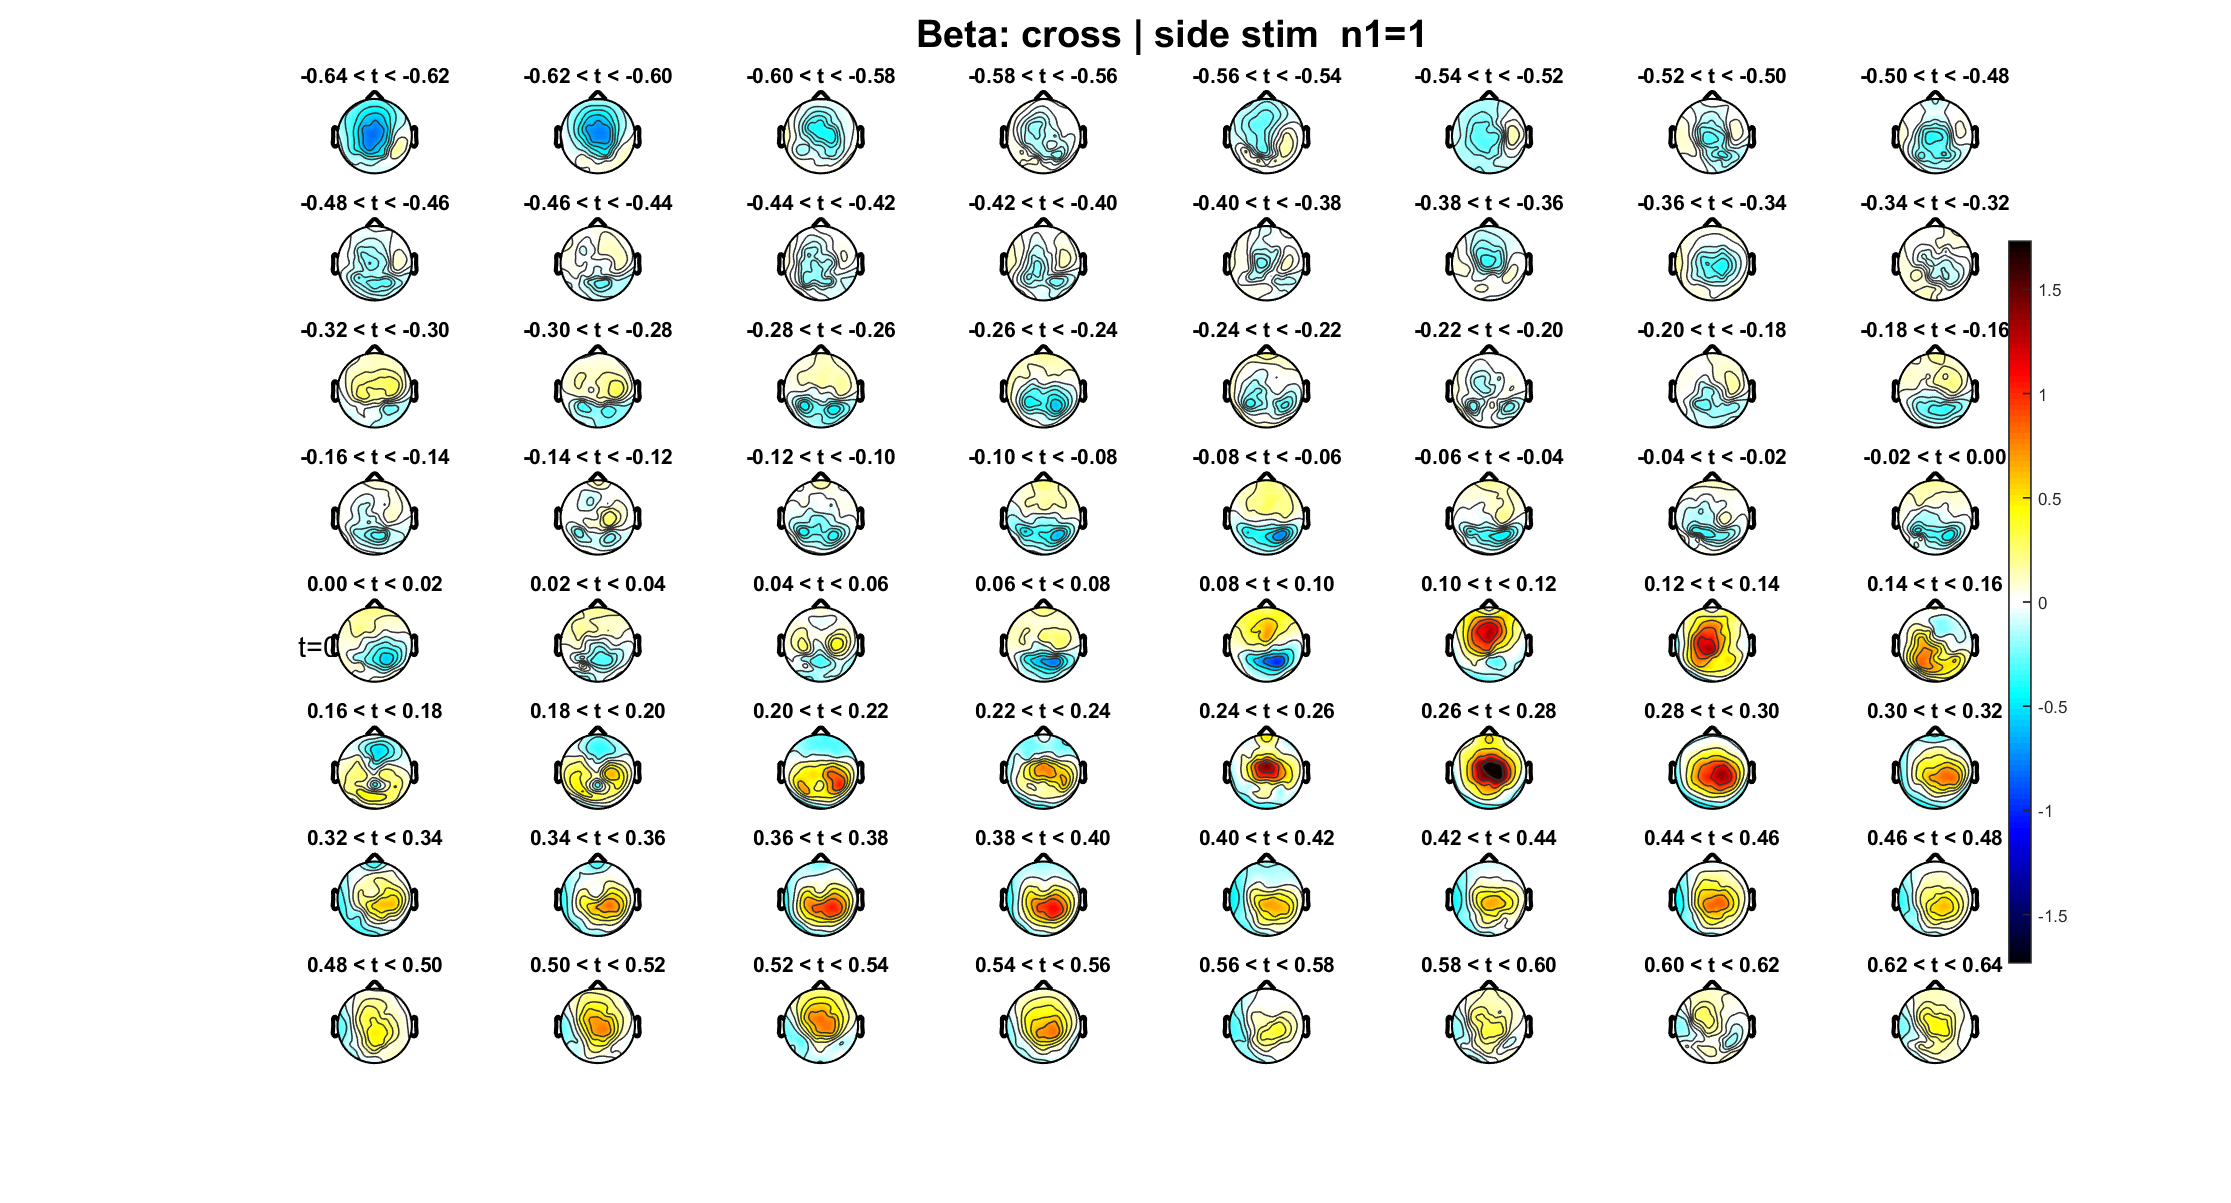 Beta: cross | side stim  n1=1
-0.64 < t < -0.62 -0.62 < t < -0.60 -0.60 < t < -0.58 -0.58 < t < -0.56 -0.56 < t < -0.54 -0.54 < t < -0.52 -0.52 < t < -0.50 -0.50 < t < -0.48
-0.48 < t < -0.46 -0.46 < t < -0.44 -0.44 < t < -0.42 -0.42 < t < -0.40 -0.40 < t < -0.38 -0.38 < t < -0.36 -0.36 < t < -0.34 -0.34 < t < -0.32
1.5
-0.32 < t < -0.30 -0.30 < t < -0.28 -0.28 < t < -0.26 -0.26 < t < -0.24 -0.24 < t < -0.22 -0.22 < t < -0.20 -0.20 < t < -0.18 -0.18 < t < -0.16
1
-0.16 < t < -0.14 -0.14 < t < -0.12 -0.12 < t < -0.10 -0.10 < t < -0.08 -0.08 < t < -0.06 -0.06 < t < -0.04 -0.04 < t < -0.02 -0.02 < t < 0.00
0.5
0.00 < t < 0.02 0.02 < t < 0.04 0.04 < t < 0.06 0.06 < t < 0.08 0.08 < t < 0.10 0.10 < t < 0.12 0.12 < t < 0.14 0.14 < t < 0.16
0
t=0
0.16 < t < 0.18 0.18 < t < 0.20 0.20 < t < 0.22 0.22 < t < 0.24 0.24 < t < 0.26 0.26 < t < 0.28 0.28 < t < 0.30 0.30 < t < 0.32
-0.5
-1
0.32 < t < 0.34 0.34 < t < 0.36 0.36 < t < 0.38 0.38 < t < 0.40 0.40 < t < 0.42 0.42 < t < 0.44 0.44 < t < 0.46 0.46 < t < 0.48
-1.5
0.48 < t < 0.50 0.50 < t < 0.52 0.52 < t < 0.54 0.54 < t < 0.56 0.56 < t < 0.58 0.58 < t < 0.60 0.60 < t < 0.62 0.62 < t < 0.64